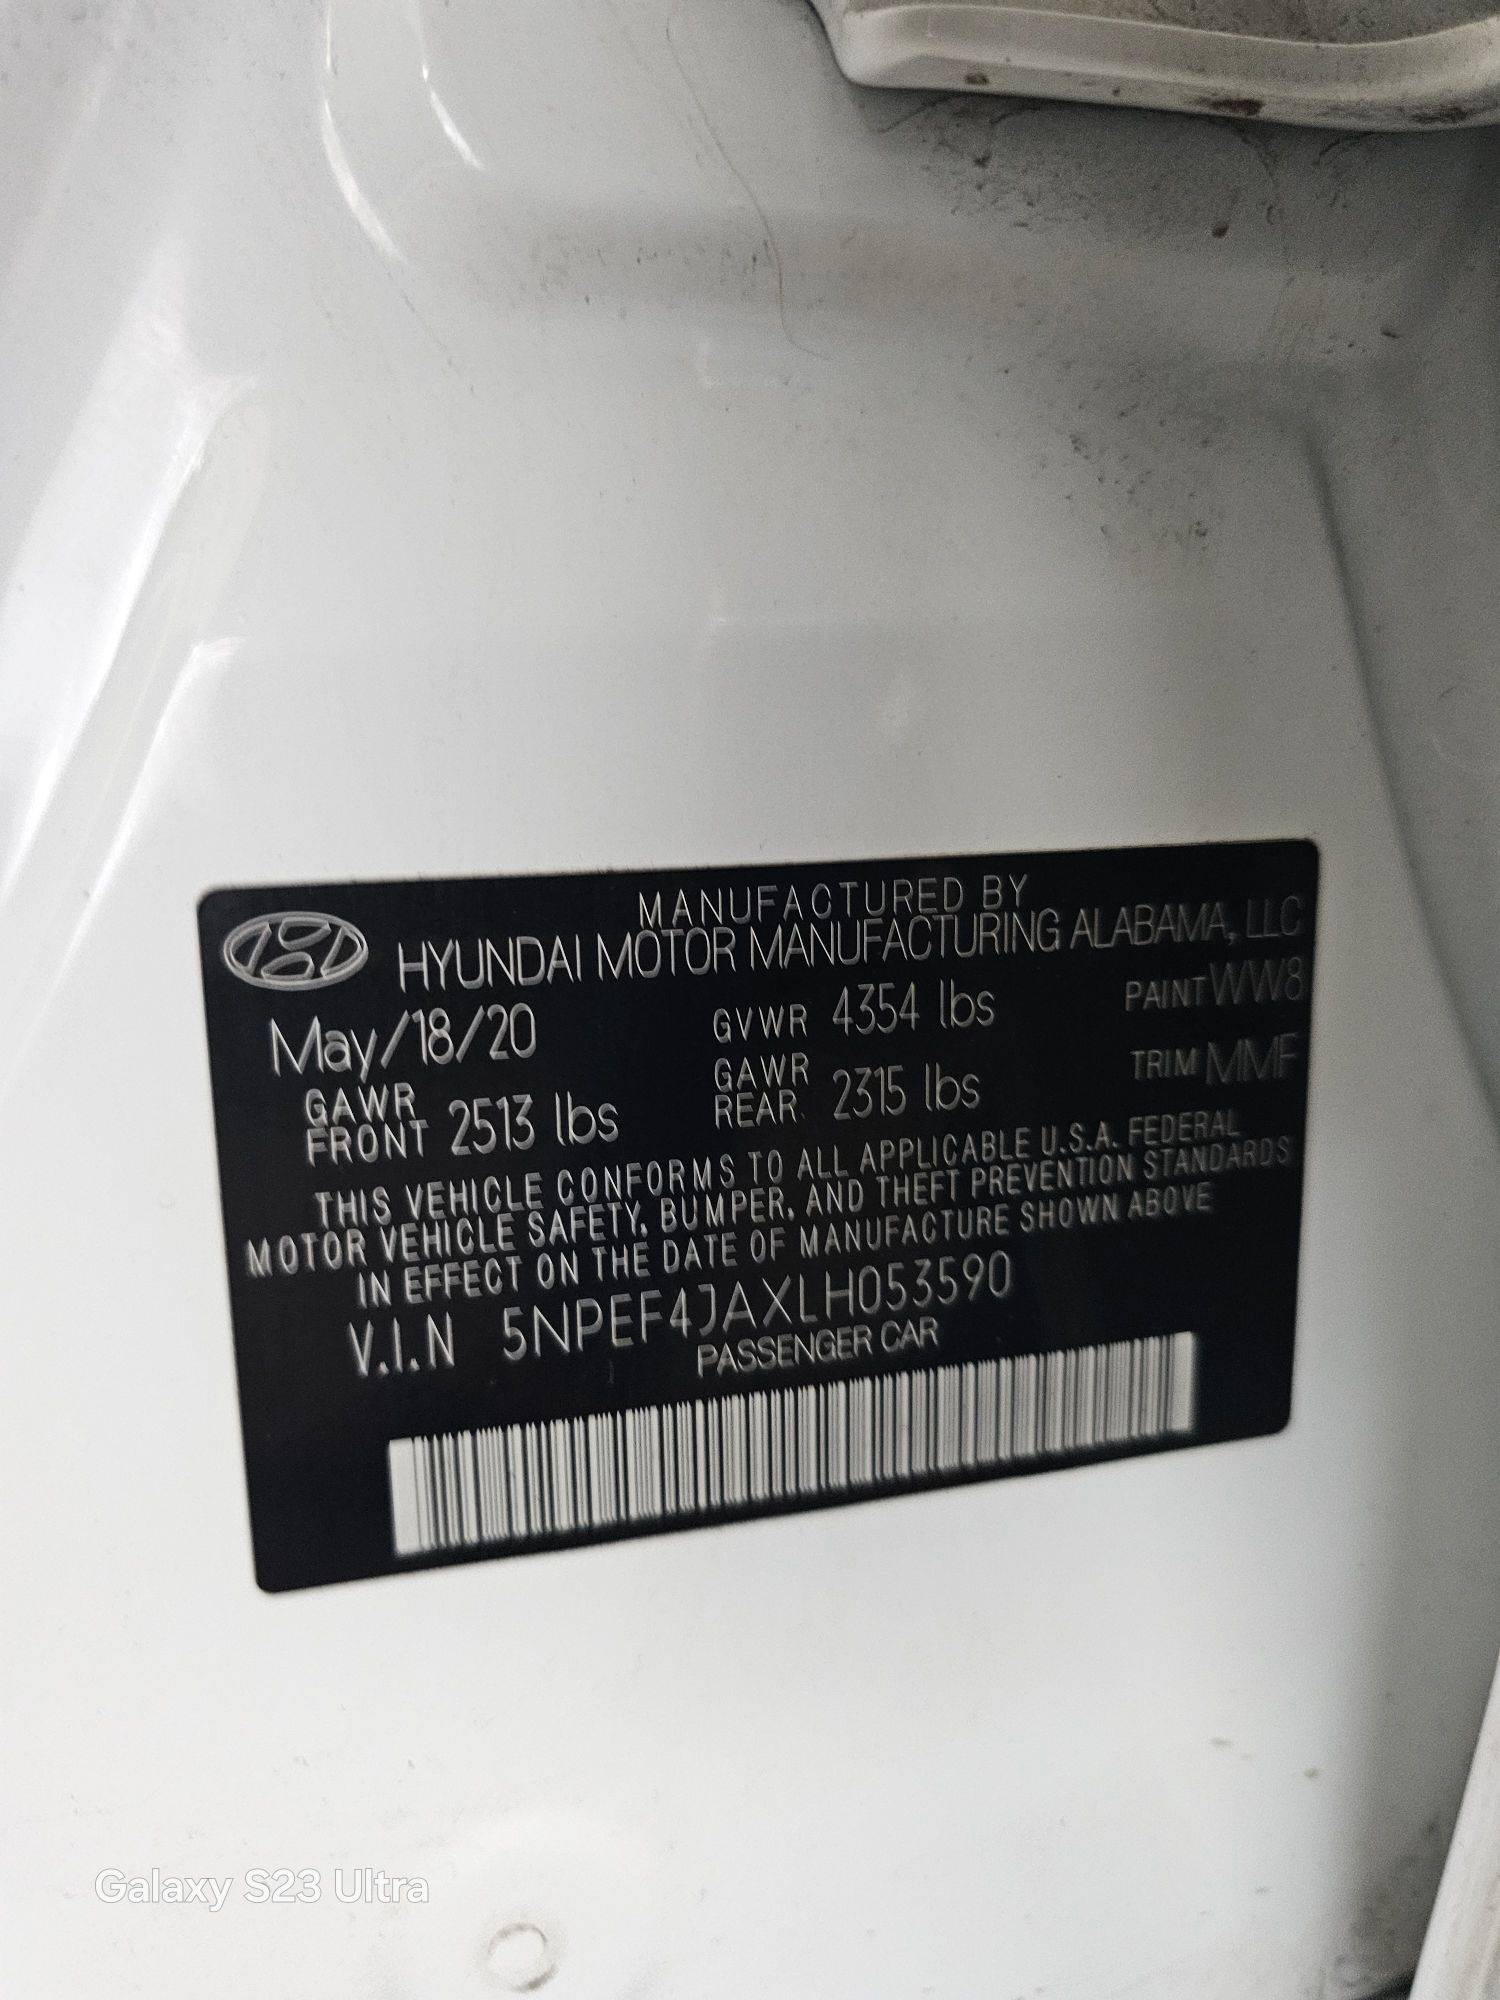 MANUFACTURED BY
HYUNDAI MOTOR MANUFACTURING ALABAMA, LLC
May/18/20 GVWR 4354 lbs PAINT WW8
GAWR FRONT 2513 lbs GAWR REAR 2315 lbs TRIM MMF
THIS VEHICLE CONFORMS TO ALL APPLICABLE U.S.A. FEDERAL
MOTOR VEHICLE SAFETY, BUMPER, AND THEFT PREVENTION STANDARDS
IN EFFECT ON THE DATE OF MANUFACTURE SHOWN ABOVE
V.I.N 5NPEF4JAXLH053590
PASSENGER CAR
Galaxy S23 Ultra